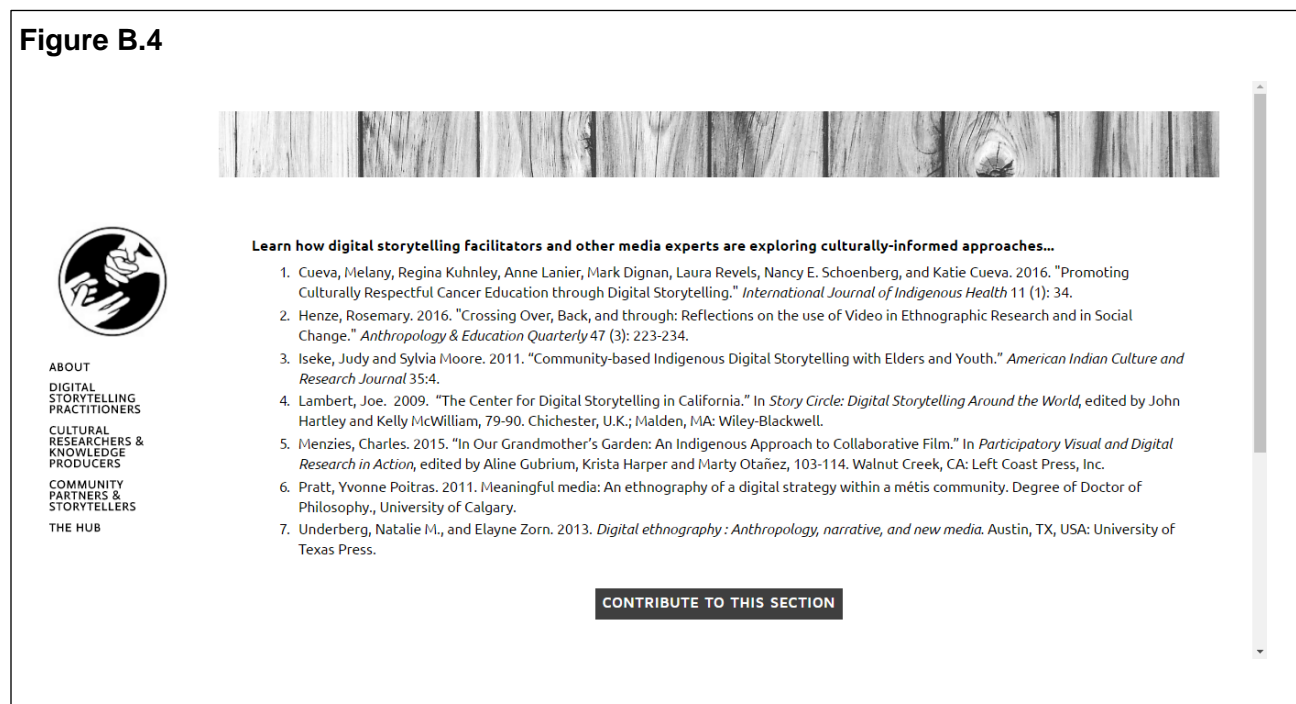 Figure B.4
ABOUT
DIGITAL
STORYTELLING
PRACTITIONERS
CULTURAL
RESEARCHERS &
KNOWLEDGE
PRODUCERS
COMMUNITY
PARTNERS &
STORYTELLERS
THE HUB
Learn how digital storytelling facilitators and other media experts are exploring culturally-informed approaches...
1. Cueva, Melany, Regina Kuhnley, Anne Lanier, Mark Dignan, Laura Revels, Nancy E. Schoenberg, and Katie Cueva. 2016. "Promoting
Culturally Respectful Cancer Education through Digital Storytelling." International Journal of Indigenous Health 11 (1): 34.
2. Henze, Rosemary. 2016. "Crossing Over, Back, and through: Reflections on the use of Video in Ethnographic Research and in Social
Change." Anthropology & Education Quarterly 47 (3): 223-234.
3. Iseke, Judy and Sylvia Moore. 2011. “Community-based Indigenous Digital Storytelling with Elders and Youth.” American Indian Culture and
Research Journal 35:4.
4. Lambert, Joe. 2009. “The Center for Digital Storytelling in California.” In Story Circle: Digital Storytelling Around the World, edited by John
Hartley and Kelly McWilliam, 79-90. Chichester, U.K.; Malden, MA: Wiley-Blackwell.
5. Menzies, Charles. 2015. “In Our Grandmother’s Garden: An Indigenous Approach to Collaborative Film.” In Participatory Visual and Digital
Research in Action, edited by Aline Gubrium, Krista Harper and Marty Otañez, 103-114. Walnut Creek, CA: Left Coast Press, Inc.
6. Pratt, Yvonne Poitras. 2011. Meaningful media: An ethnography of a digital strategy within a métis community. Degree of Doctor of
Philosophy., University of Calgary.
7. Underberg, Natalie M., and Elayne Zorn. 2013. Digital ethnography : Anthropology, narrative, and new media. Austin, TX, USA: University of
Texas Press.
CONTRIBUTE TO THIS SECTION